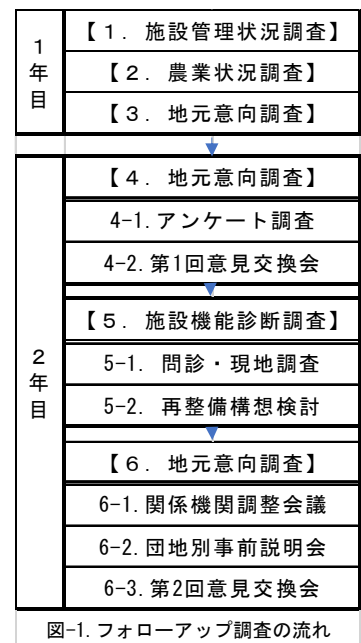 1
年
目
【１．施設管理状況調査】
【２．農業状況調査】
【３．地元意向調査】
2
年
目
【４．地元意向調査】
4-1.アンケート調査
4-2.第1回意見交換会
【５．施設機能診断調査】
5-1. 問診・現地調査
5-2. 再整備構想検討
【６．地元意向調査】
6-1.関係機関調整会議
6-2.団地別事前説明会
6-3.第2回意見交換会
図-1.フォローアップ調査の流れ